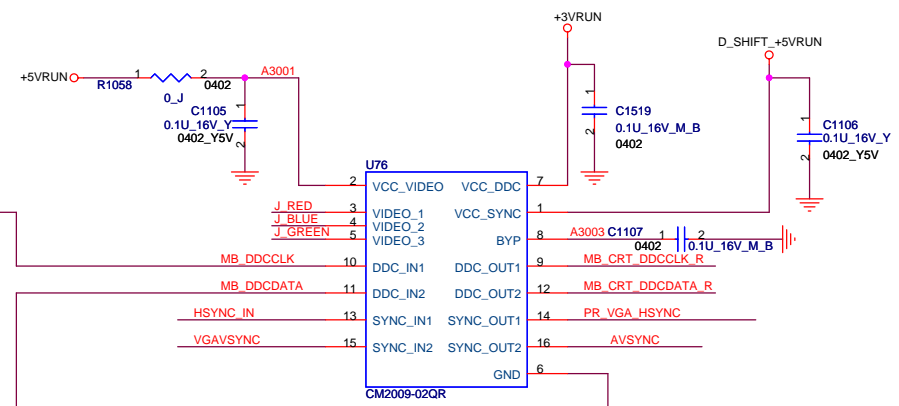 +3VRUN
D_SHIFT_+5VRUN
+5VRUN 1 2 A3001
R1058 0402
0_J
C1105
0.1U_16V_Y
0402_Y5V
1
2
C1519
0.1U_16V_M_B
0402
1
2
C1106
0.1U_16V_Y
0402_Y5V
1
2
U76
2 VCC_VIDEO VCC_DDC 7
J_RED 3 VIDEO_1 VCC_SYNC 1
J_BLUE 4 VIDEO_2
J_GREEN 5 VIDEO_3 BYP 8 A3003 C1107 1 2
0402 0.1U_16V_M_B
MB_DDCCLK 10 DDC_IN1 DDC_OUT1 9 MB_CRT_DDCCLK_R
MB_DDCDATA 11 DDC_IN2 DDC_OUT2 12 MB_CRT_DDCDATA_R
HSYNC_IN 13 SYNC_IN1 SYNC_OUT1 14 PR_VGA_HSYNC
VGAVSYNC 15 SYNC_IN2 SYNC_OUT2 16 AVSYNC
GND 6
CM2009-02QR